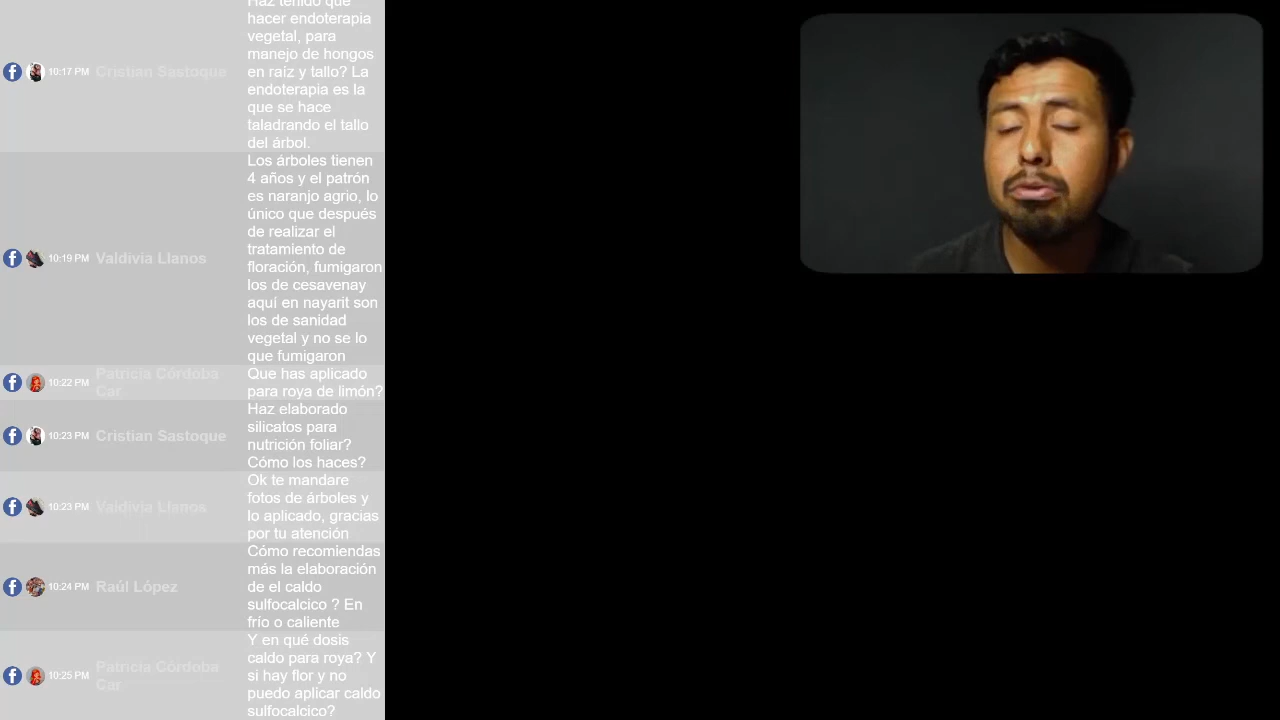 Haz tenido que
hacer endoterapia
vegetal, para
manejo de hongos
10:17 PM Cristian Sastoque
en raiz y tallo? La
endoterapia es la
que se hace
taladrando el tallo
del árbol.
Los árboles tienen
4 años y el patrón
es naranjo agrio, lo
único que después
de realizar el
10:19 PM Valdivia Llanos
tratamiento de
floración, fumigaron
los de cesavenay
aquí en nayarit son
los de sanidad
vegetal y no se lo
que fumigaron
10:22 PM Patricia Córdoba
Car.
Que has aplicado
para roya de limón?
10:23 PM Cristian Sastoque
Haz elaborado
silicatos para
nutrición foliar?
Cómo los haces?
10:23 PM Valdivia Llanos
Ok te mandare
fotos de árboles y
lo aplicado, gracias
por tu atención
10:24 PM Raúl López
Cómo recomiendas
más la elaboración
de el caldo
sulfocalcico ? En
frío o caliente
10:25 PM Patricia Córdoba
Car.
Y en qué dosis
caldo para roya? Y
si hay flor y no
puedo aplicar caldo
sulfocalcico?